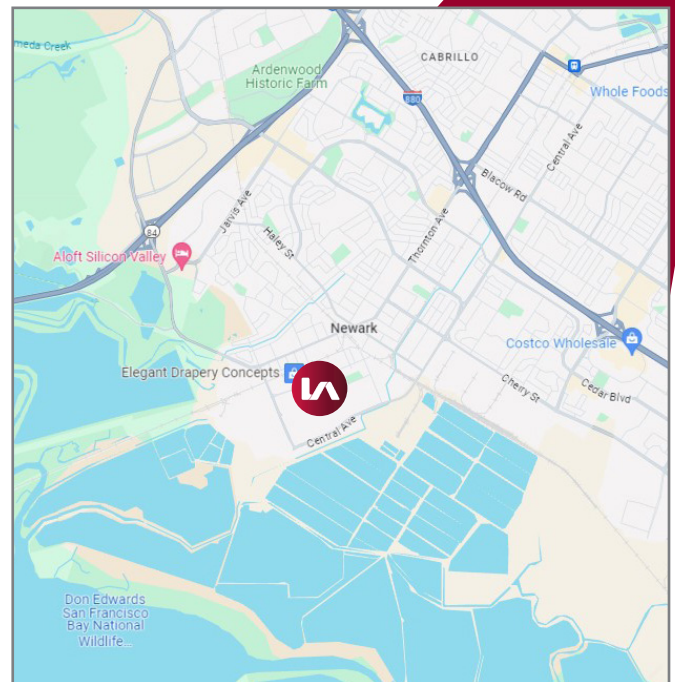 meda Creek
CABRILLO
Ardenwood
Historic Farm
880
Whole Foods
Central Ave
Blacow Rd
Jarvis Ave
Thornton Ave
84
Haley St
Aloft Silicon Valley
Newark
Costco Wholesale
Elegant Drapery Concepts
Cherry St
Cedar Blvd
Central Ave
Don Edwards
San Francisco
Bay National
Wildlife...